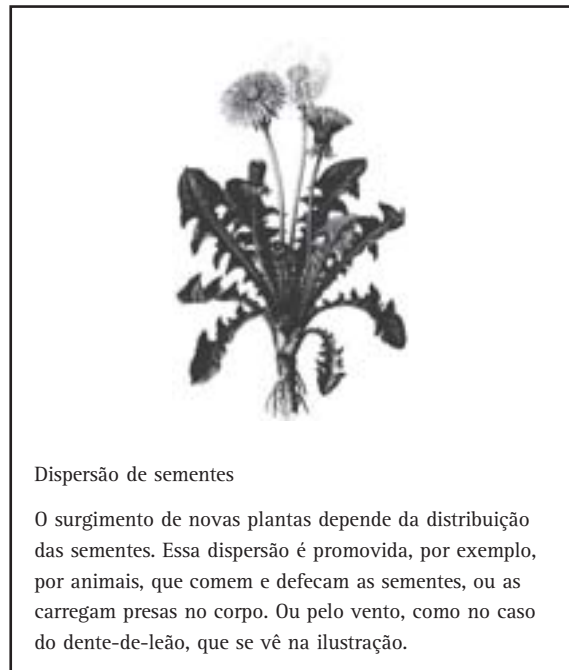 Dispersão de sementes
O surgimento de novas plantas depende da distribuição
das sementes. Essa dispersão é promovida, por exemplo,
por animais, que comem e defecam as sementes, ou as
carregam presas no corpo. Ou pelo vento, como no caso
do dente-de-leão, que se vê na ilustração.